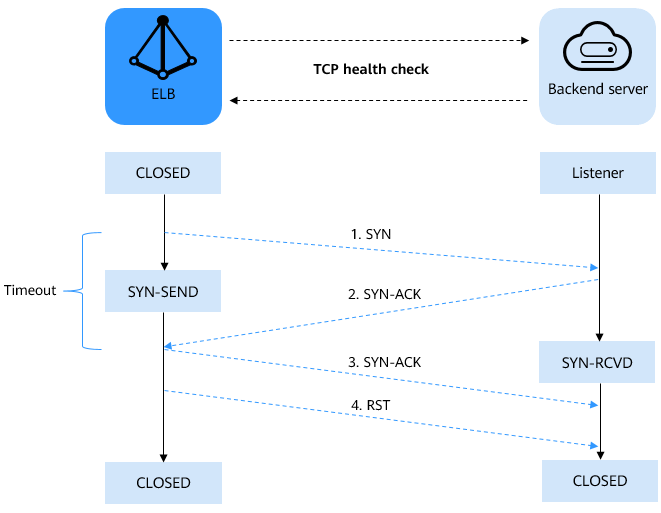 ELB
TCP health check
Backend server
CLOSED
Listener
1. SYN
Timeout
SYN-SEND
2. SYN-ACK
3. SYN-ACK
SYN-RCVD
4. RST
CLOSED
CLOSED